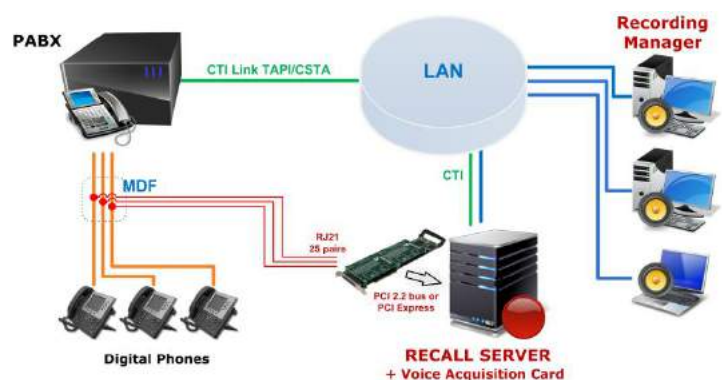 PABX
CTI Link TAPI/CSTA
LAN
Recording
Manager
MDF
CTI
RJ21
25 paire
PCI 2.2 bus or
PCI Express
Digital Phones
RECALL SERVER
+ Voice Acquisition Card